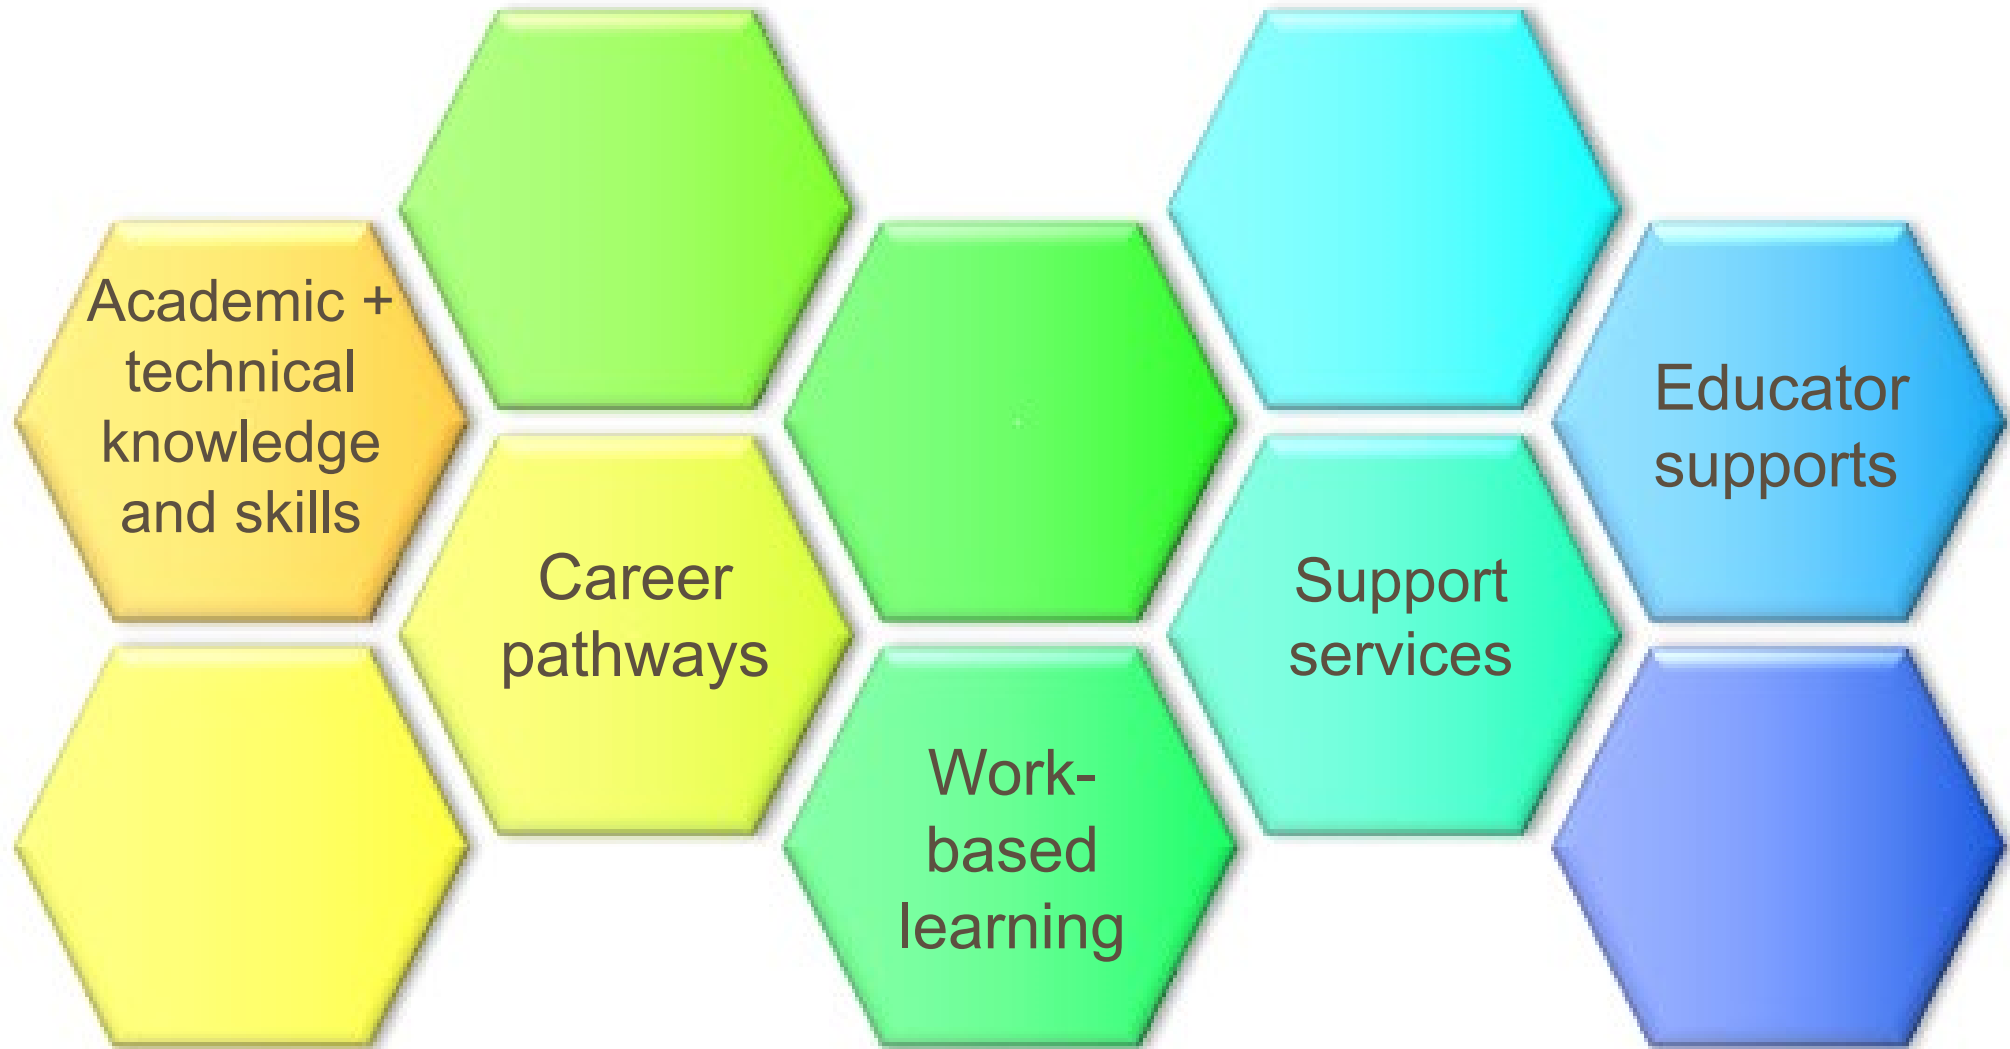 Academic +
technical
knowledge
and skills
Career
pathways
Work-
based
learning
Support
services
Educator
supports